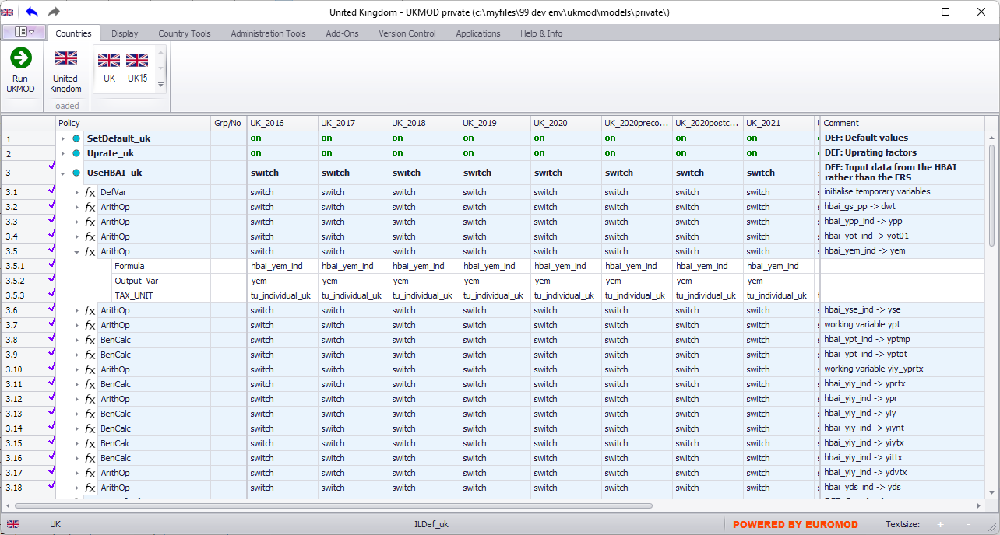 United Kingdom - UKMOD private (c:\myfiles\99 dev env\ukmod\models\private\)
Countries Display Country Tools Administration Tools Add-Ons Version Control Applications Help & Info
Run UKMOD
United Kingdom
loaded
UK UK15
Policy Grp/No UK_2016 UK_2017 UK_2018 UK_2019 UK_2020 UK_2020preco... UK_2020postc... UK_2021 Comment
1 SetDefault_uk on on on on on on on on DEF: Default values
2 Uprate_uk on on on on on on on on DEF: Uprating factors
3 UseHBAI_uk switch switch switch switch switch switch switch switch DEF: Input data from the HBAI rather than the FRS
3.1 fx DefVar switch switch switch switch switch switch switch switch initialise temporary variables
3.2 fx ArithOp switch switch switch switch switch switch switch switch hbai_gs_pp -> dwt
3.3 fx ArithOp switch switch switch switch switch switch switch switch hbai_ypp_ind -> ypp
3.4 fx ArithOp switch switch switch switch switch switch switch switch hbai_yot_ind -> yot01
3.5 fx ArithOp switch switch switch switch switch switch switch switch hbai_yem_ind -> yem
3.5.1 Formula hbai_yem_ind hbai_yem_ind hbai_yem_ind hbai_yem_ind hbai_yem_ind hbai_yem_ind hbai_yem_ind hbai_yem_ind
3.5.2 Output_Var yem yem yem yem yem yem yem yem
3.5.3 TAX_UNIT tu_individual_uk tu_individual_uk tu_individual_uk tu_individual_uk tu_individual_uk tu_individual_uk tu_individual_uk tu_individual_uk
3.6 fx ArithOp switch switch switch switch switch switch switch switch hbai_yse_ind -> yse
3.7 fx ArithOp switch switch switch switch switch switch switch switch working variable ypt
3.8 fx BenCalc switch switch switch switch switch switch switch switch hbai_ypt_ind -> yptmp
3.9 fx BenCalc switch switch switch switch switch switch switch switch hbai_ypt_ind -> yptot
3.10 fx ArithOp switch switch switch switch switch switch switch switch working variable yiy_yprtx
3.11 fx BenCalc switch switch switch switch switch switch switch switch hbai_yiy_ind -> yprtx
3.12 fx ArithOp switch switch switch switch switch switch switch switch hbai_yiy_ind -> ypr
3.13 fx BenCalc switch switch switch switch switch switch switch switch hbai_yiy_ind -> yiy
3.14 fx BenCalc switch switch switch switch switch switch switch switch hbai_yiy_ind -> yiynt
3.15 fx BenCalc switch switch switch switch switch switch switch switch hbai_yiy_ind -> yiytx
3.16 fx BenCalc switch switch switch switch switch switch switch switch hbai_yiy_ind -> yittx
3.17 fx ArithOp switch switch switch switch switch switch switch switch hbai_yiy_ind -> ydvtx
3.18 fx ArithOp switch switch switch switch switch switch switch switch hbai_yds_ind -> yds
UK ILDef_uk POWERED BY EUROMOD Textsize: + -